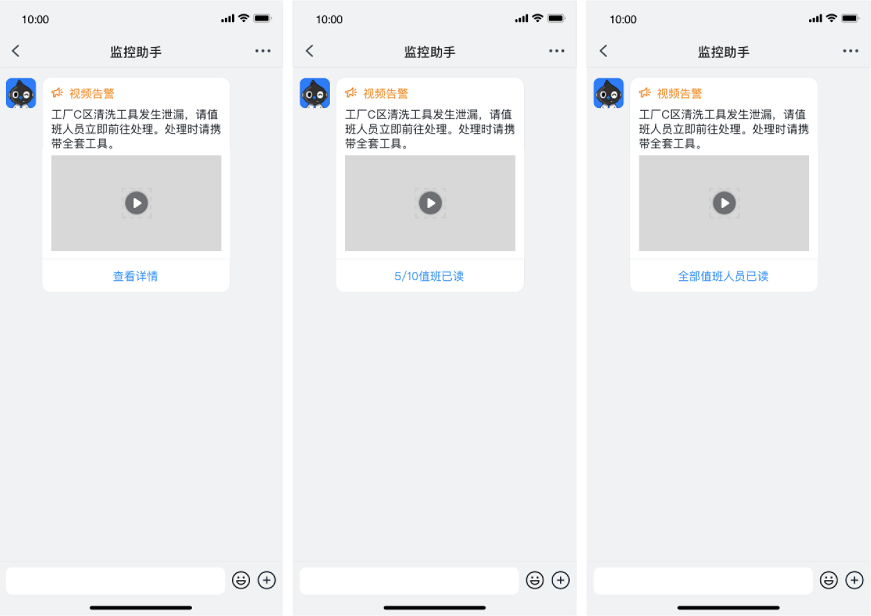 10:00
监控助手
视频告警
工厂C区清洗工具发生泄漏，请值
班人员立即前往处理。处理时请携
带全套工具。
查看详情
10:00
监控助手
视频告警
工厂C区清洗工具发生泄漏，请值
班人员立即前往处理。处理时请携
带全套工具。
5/10值班已读
10:00
监控助手
视频告警
工厂C区清洗工具发生泄漏，请值
班人员立即前往处理。处理时请携
带全套工具。
全部值班人员已读